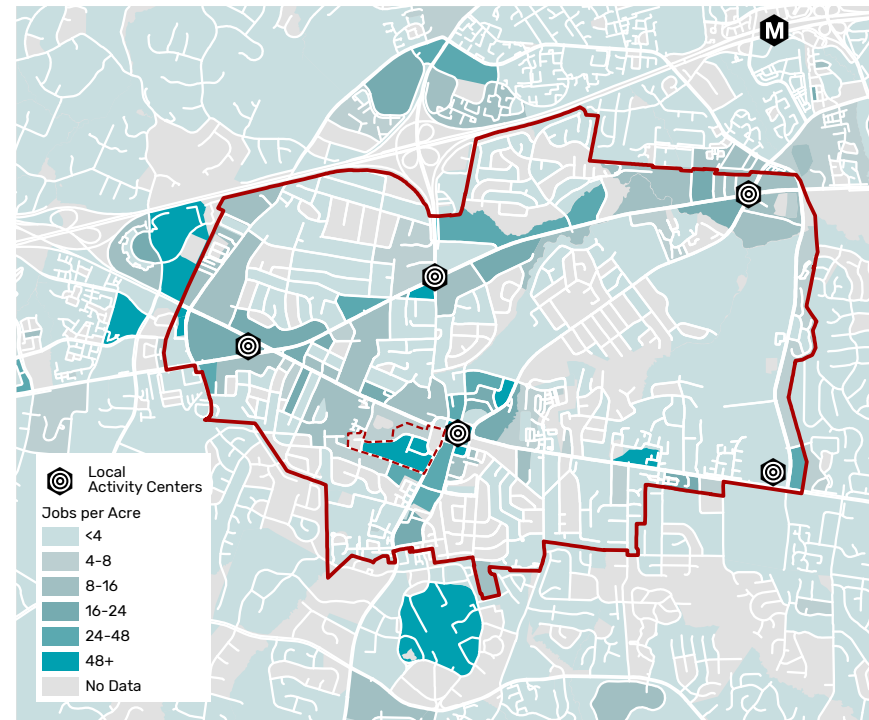 M
Local
Activity Centers
Jobs per Acre
<4
4-8
8-16
16-24
24-48
48+
No Data